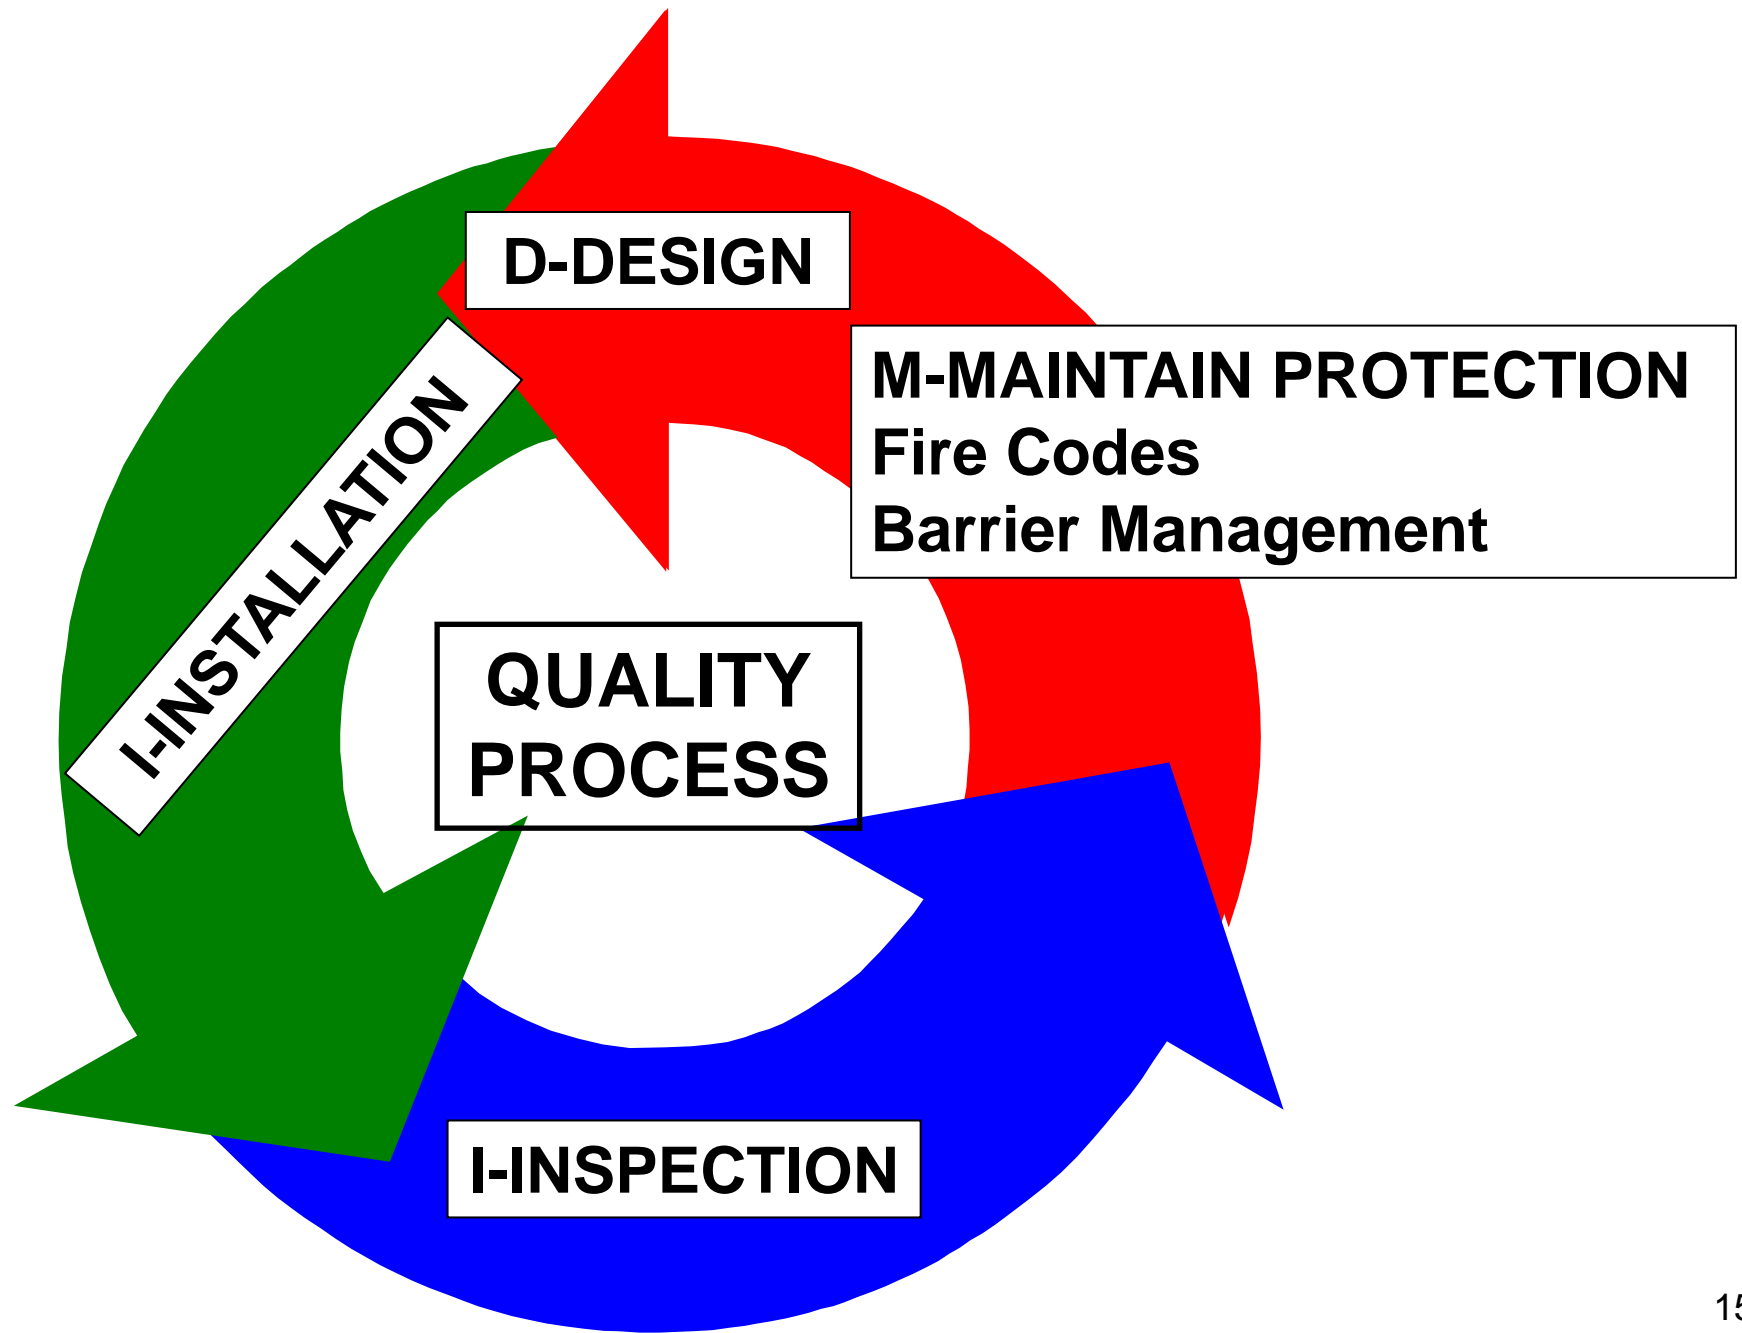 D-DESIGN
M-MAINTAIN PROTECTION
Fire Codes
Barrier Management
I-INSTALLATION
QUALITY
PROCESS
I-INSPECTION